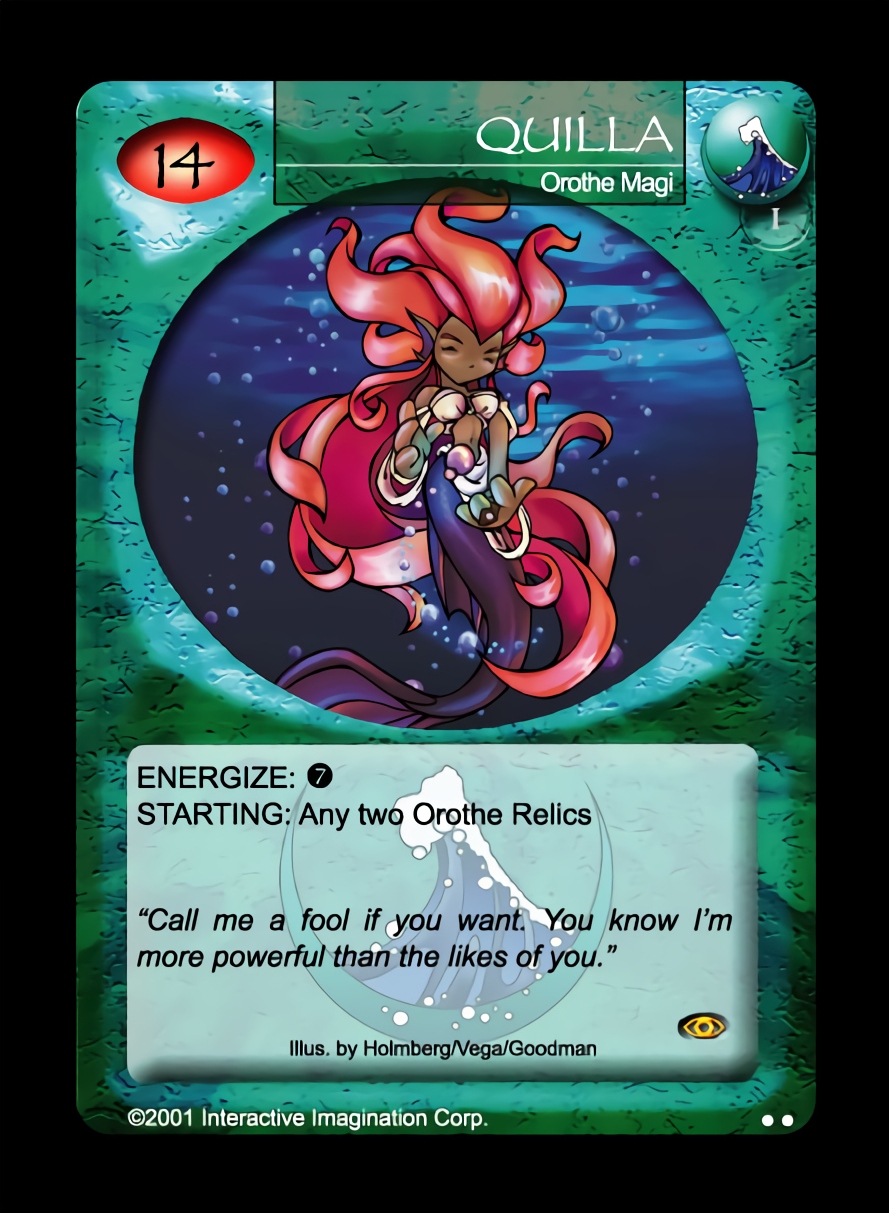 14
QUILLA
Orothe Magi
I
ENERGIZE: ❼
STARTING: Any two Orothe Relics
“Call me a fool if you want. You know I’m
more powerful than the likes of you.”
Illus. by Holmberg/Vega/Goodman
©2001 Interactive Imagination Corp.